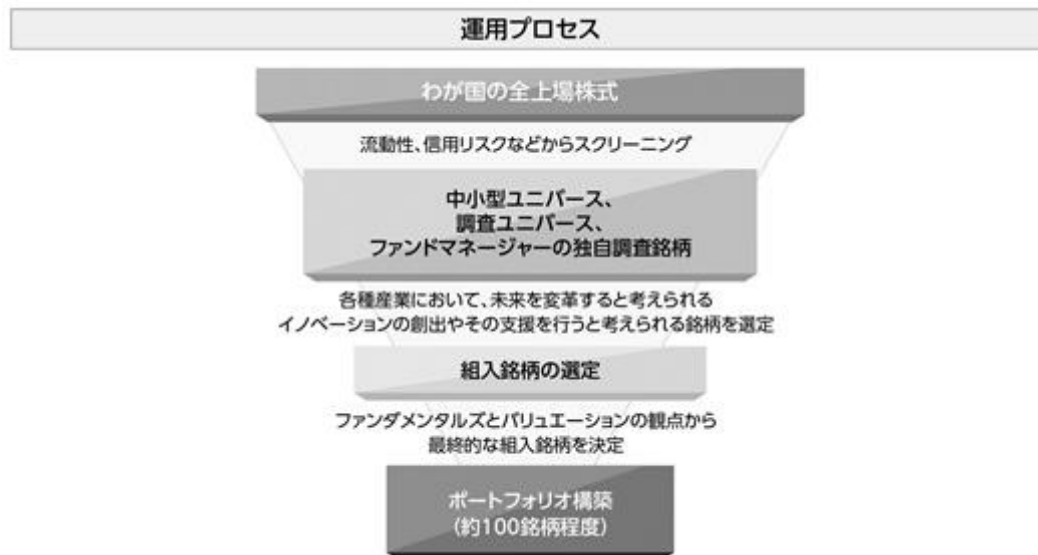 運用プロセス
わが国の全上場株式
流動性、信用リスクなどからスクリーニング
中小型ユニバース、
調査ユニバース、
ファンドマネージャーの独自調査銘柄
各種産業において、未来を変革すると考えられる
イノベーションの創出やその支援を行うと考えられる銘柄を選定
組入銘柄の選定
ファンダメンタルズとバリュエーションの観点から
最終的な組入銘柄を決定
ポートフォリオ構築
(約100銘柄程度)